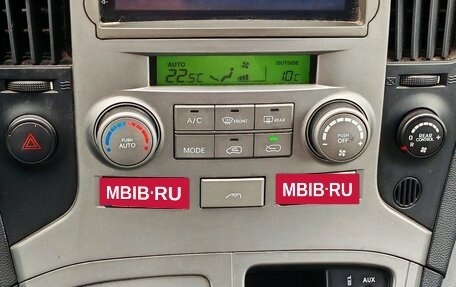 AUTO
OUTSIDE
22.5°C
10°C
A/C
FRONT
REAR
PUSH
AUTO
PUSH
OFF
MODE
0
REAR
CONTROL
R
MBIB·RU
MBIB·RU
AUX